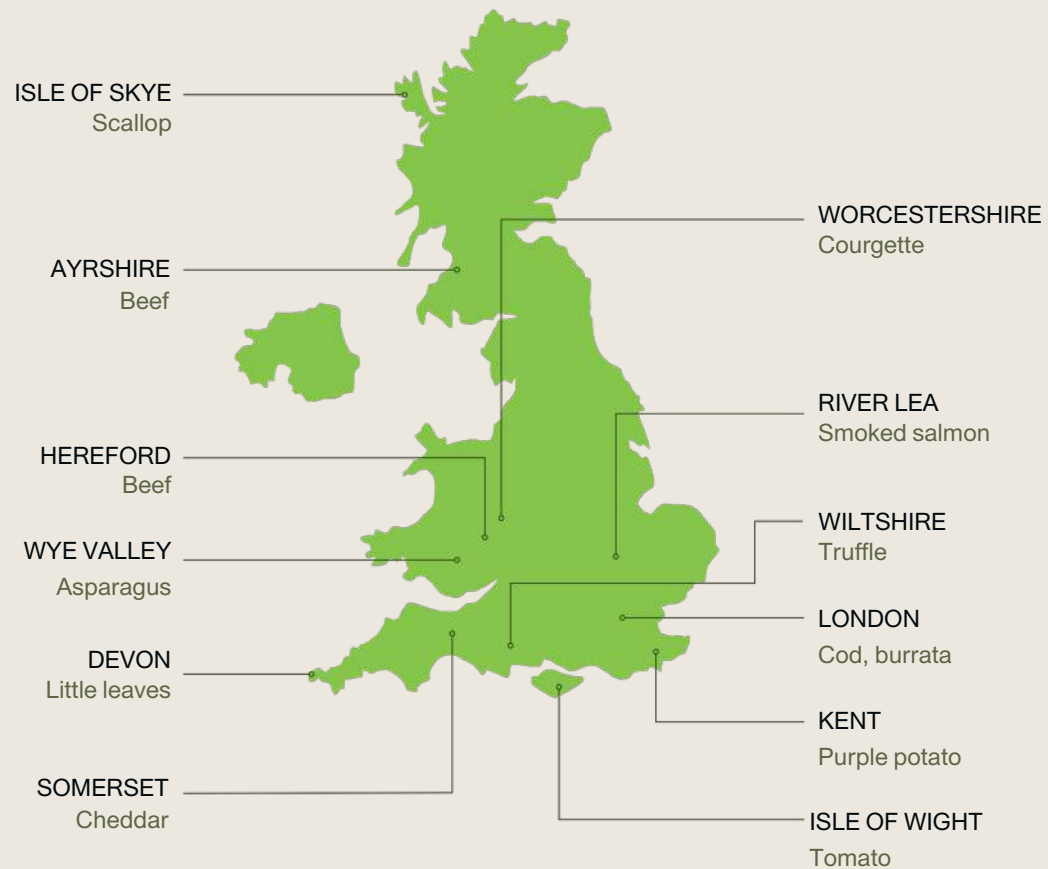 ISLE OF SKYE
Scallop
AYRSHIRE
Beef
HEREFORD
Beef
WYE VALLEY
Asparagus
DEVON
Little leaves
SOMERSET
Cheddar
WORCESTERSHIRE
Courgette
RIVER LEA
Smoked salmon
WILTSHIRE
Truffle
LONDON
Cod, burrata
KENT
Purple potato
ISLE OF WIGHT
Tomato